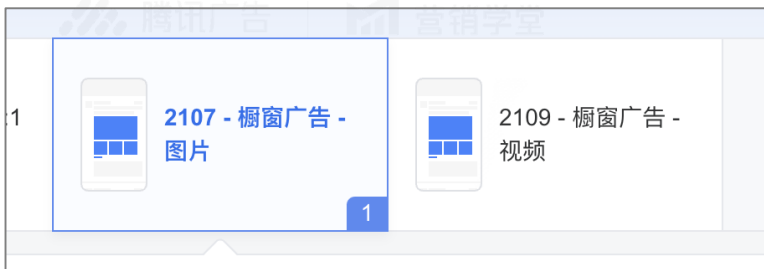 腾讯广告 | 营销学堂
:1
2107 - 橱窗广告 -
图片
1
2109 - 橱窗广告 -
视频